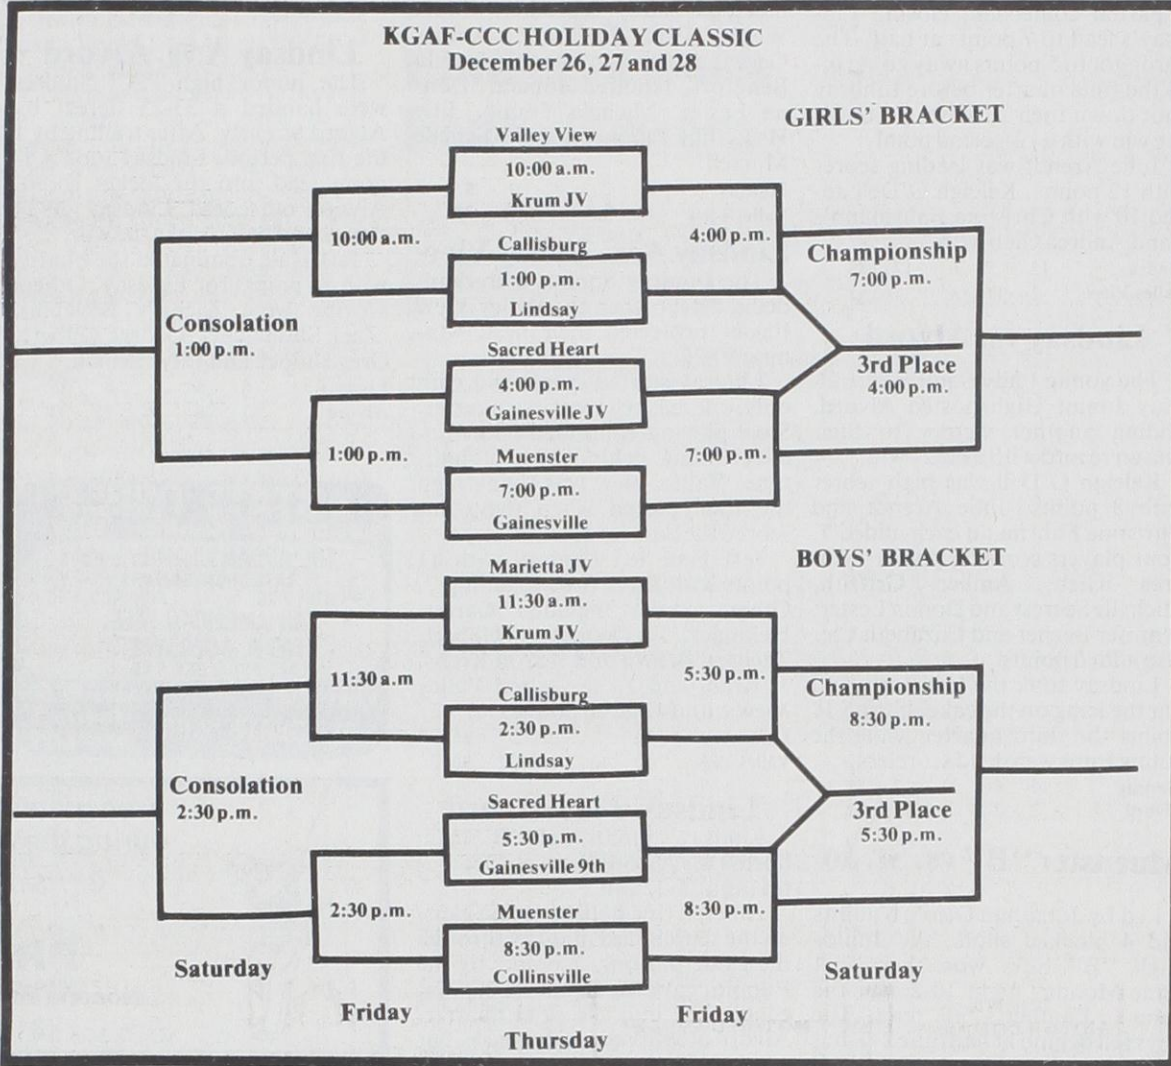 KGAF-CCC HOLIDAY CLASSIC
December 26, 27 and 28
GIRLS' BRACKET
Valley View
10:00 a.m.
Krum JV
10:00 a.m.
4:00 p.m.
Callisburg
1:00 p.m.
Lindsay
Championship
7:00 p.m.
Consolation
1:00 p.m.
Sacred Heart
4:00 p.m.
Gainesville JV
3rd Place
4:00 p.m.
1:00 p.m.
7:00 p.m.
Muenster
7:00 p.m.
Gainesville
BOYS' BRACKET
Marietta JV
11:30 a.m.
Krum JV
11:30 a.m
5:30 p.m.
Callisburg
2:30 p.m.
Lindsay
Championship
8:30 p.m.
Consolation
2:30 p.m.
Sacred Heart
5:30 p.m.
Gainesville 9th
3rd Place
5:30 p.m.
2:30 p.m.
8:30 p.m.
Muenster
8:30 p.m.
Collinsville
Saturday
Saturday
Friday
Friday
Thursday